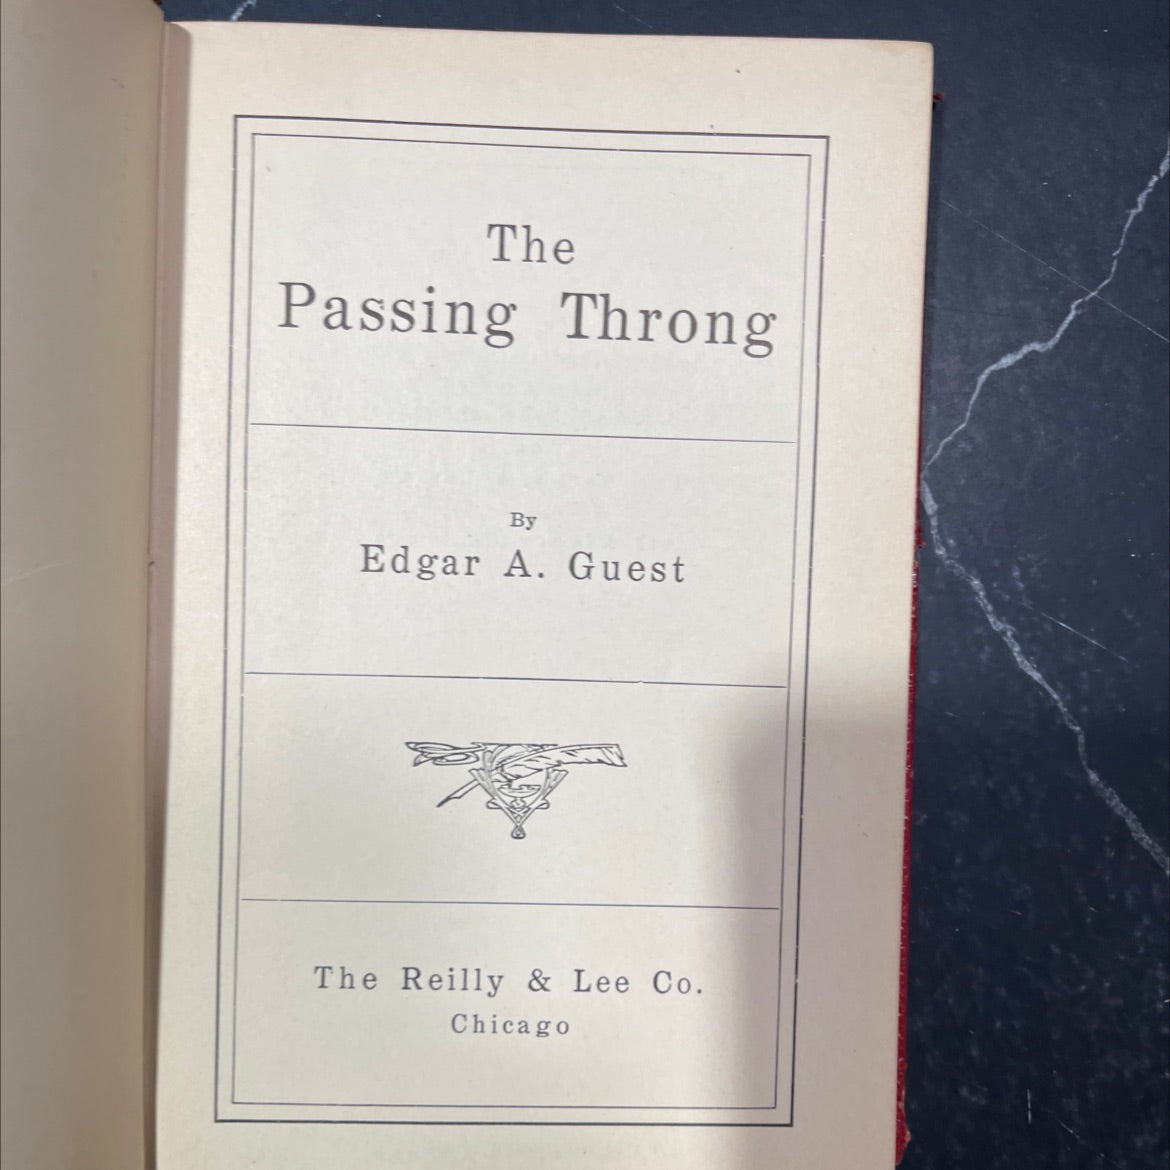 The
Passing Throng
By
Edgar A. Guest
The Reilly & Lee Co.
Chicago